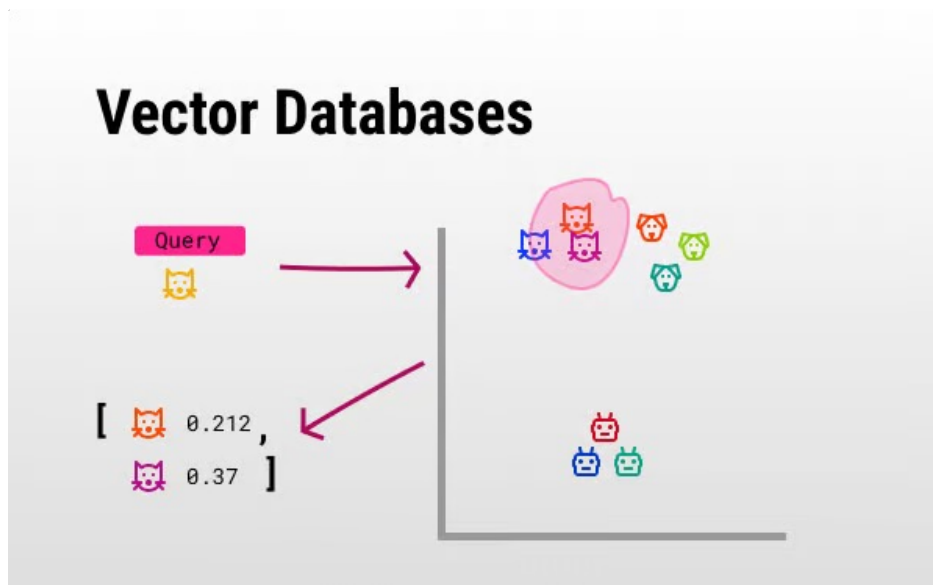 Vector Databases
Query
[ 0.212 ,
0.37 ]